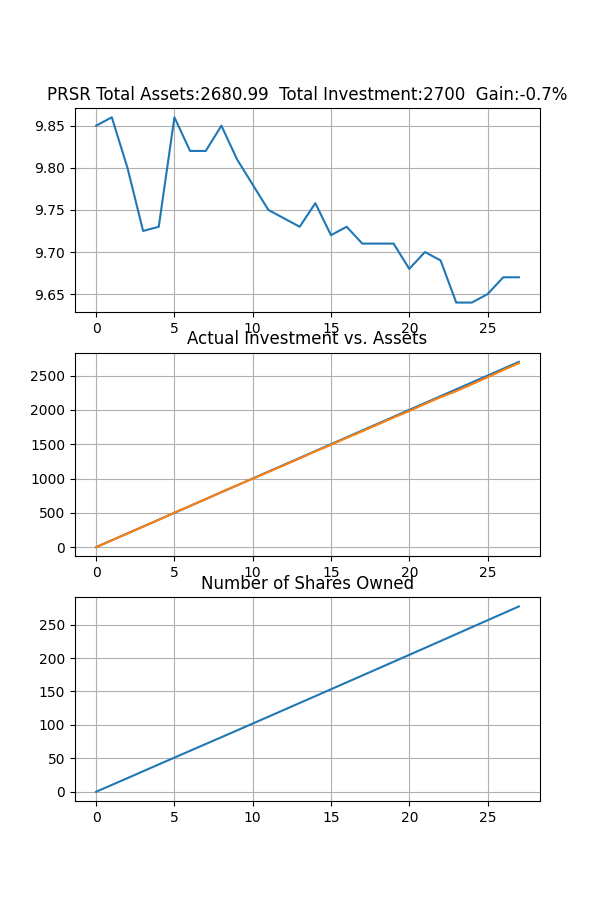 PRSR Total Assets:2680.99  Total Investment:2700  Gain:-0.7%
9.85
9.80
9.75
9.70
9.65
0 5 10 15 20 25
Actual Investment vs. Assets
2500
2000
1500
1000
500
0
0 5 10 15 20 25
Number of Shares Owned
250
200
150
100
50
0
0 5 10 15 20 25